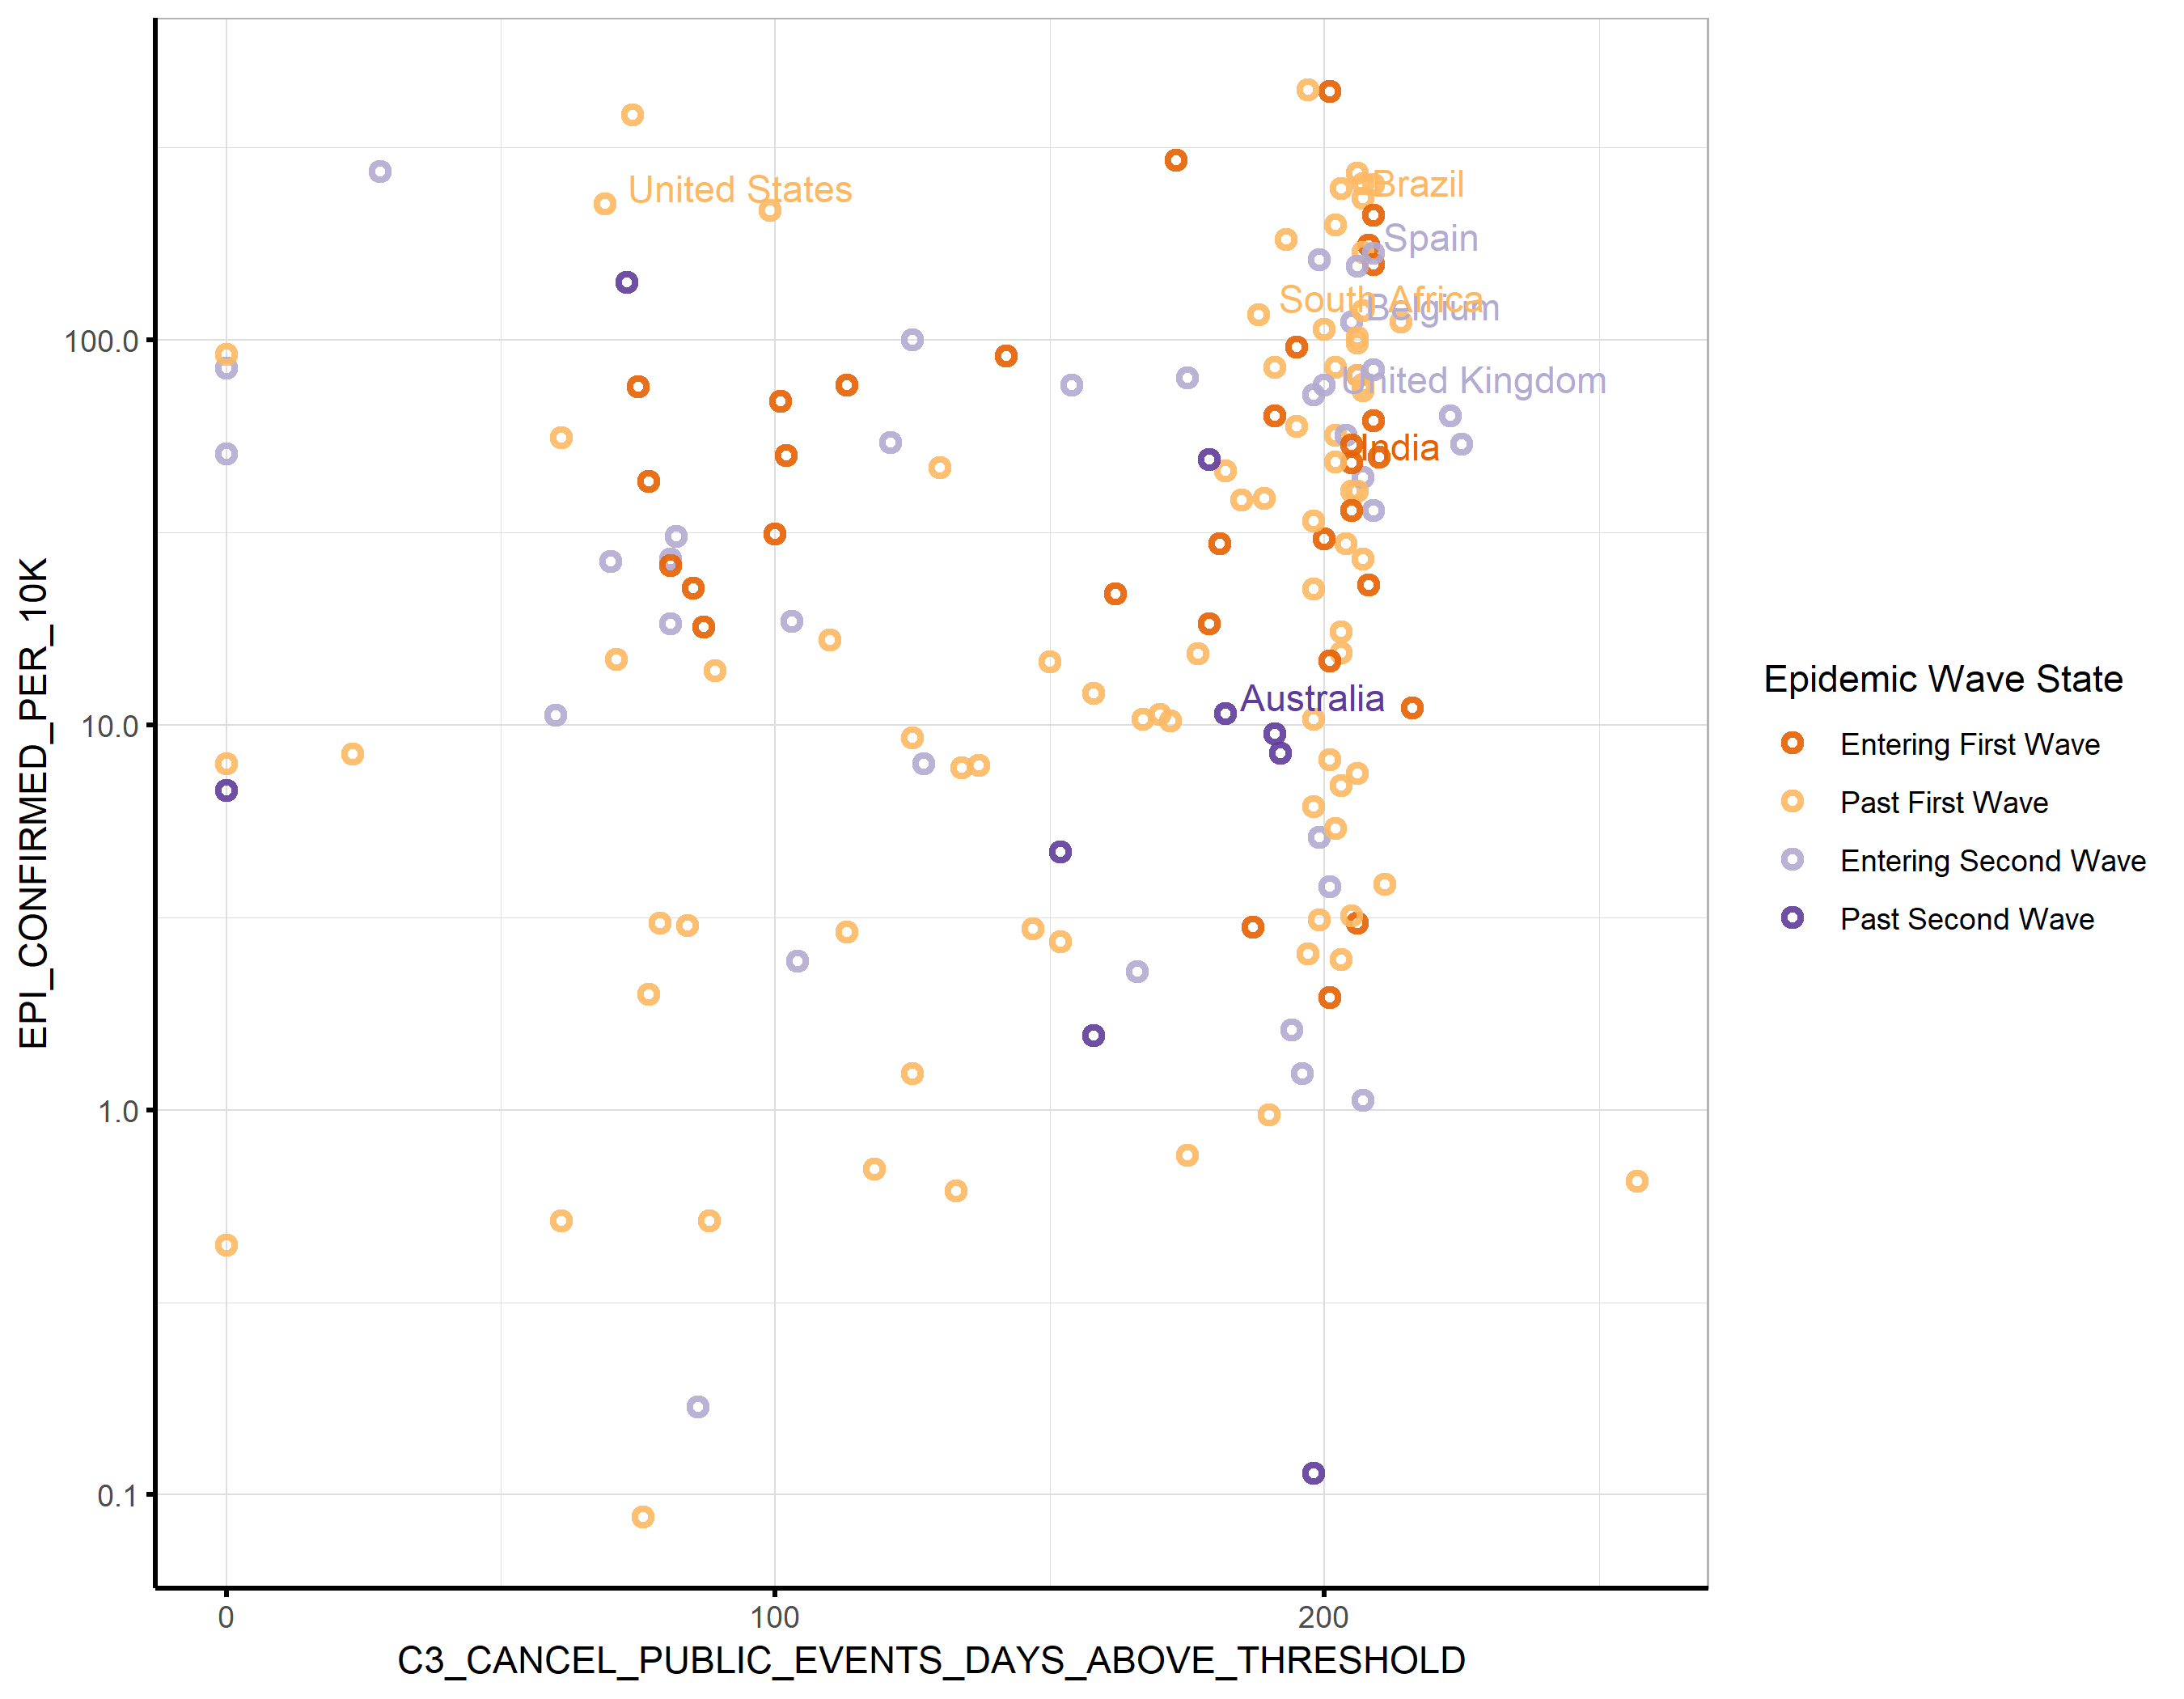 United States
Brazil
Spain
South Africa
Belgium
United Kingdom
India
Australia
100.0
10.0
1.0
0.1
EPI_CONFIRMED_PER_10K
0
100
200
C3_CANCEL_PUBLIC_EVENTS_DAYS_ABOVE_THRESHOLD
Epidemic Wave State
Entering First Wave
Past First Wave
Entering Second Wave
Past Second Wave